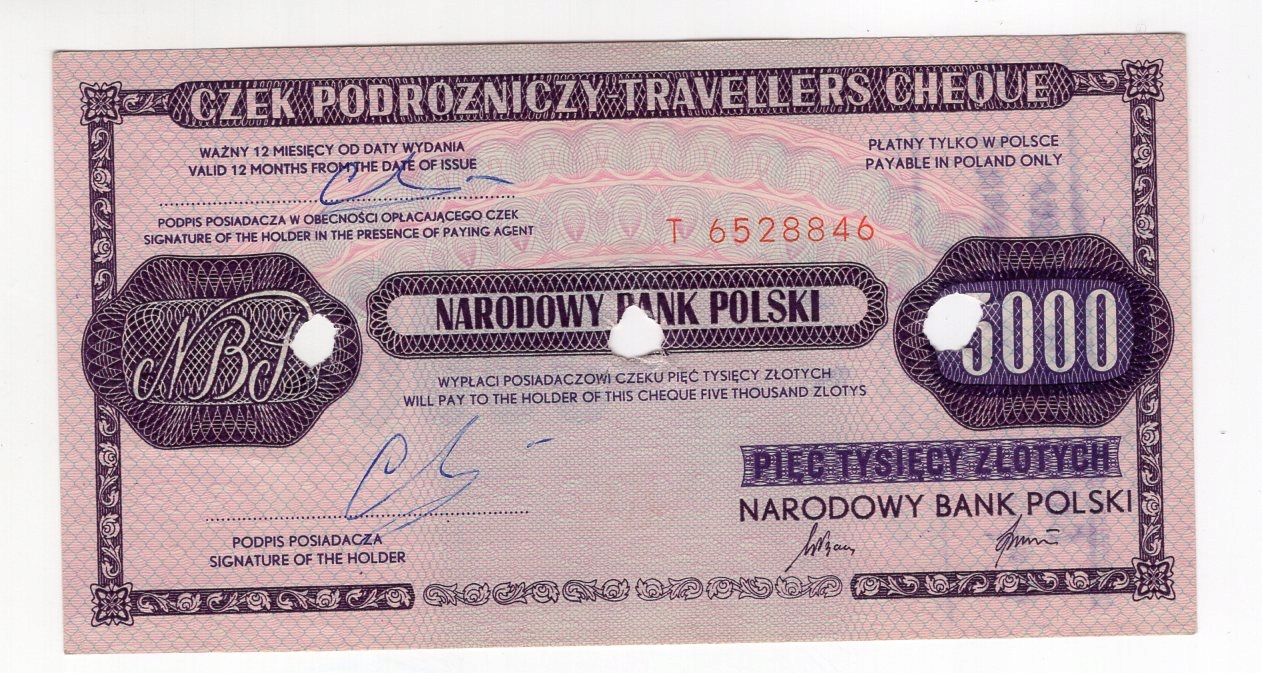 CZEK PODRÓŻNICZY-TRAVELLERS CHEQUE
WAŻNY 12 MIESIĘCY OD DATY WYDANIA
VALID 12 MONTHS FROM THE DATE OF ISSUE
PŁATNY TYLKO W POLSCE
PAYABLE IN POLAND ONLY
PODPIS POSIADACZA W OBECNOŚCI OPŁACAJĄCEGO CZEK
SIGNATURE OF THE HOLDER IN THE PRESENCE OF PAYING AGENT
T 6528846
NBP
NARODOWY BANK POLSKI
5000
WYPŁACI POSIADACZOWI CZEKU PIĘĆ TYSIĘCY ZŁOTYCH
WILL PAY TO THE HOLDER OF THIS CHEQUE FIVE THOUSAND ZLOTYS
PIĘĆ TYSIĘCY ZŁOTYCH
NARODOWY BANK POLSKI
PODPIS POSIADACZA
SIGNATURE OF THE HOLDER